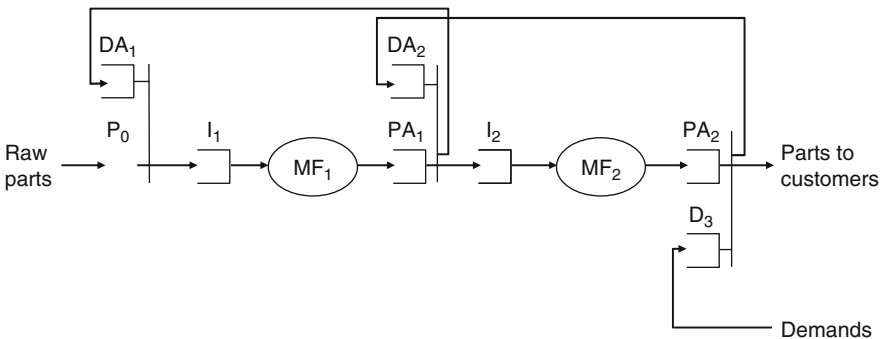 DA₁
DA₂
P₀
I₁
PA₁
I₂
PA₂
Raw
parts
MF₁
MF₂
Parts to
customers
D₃
Demands